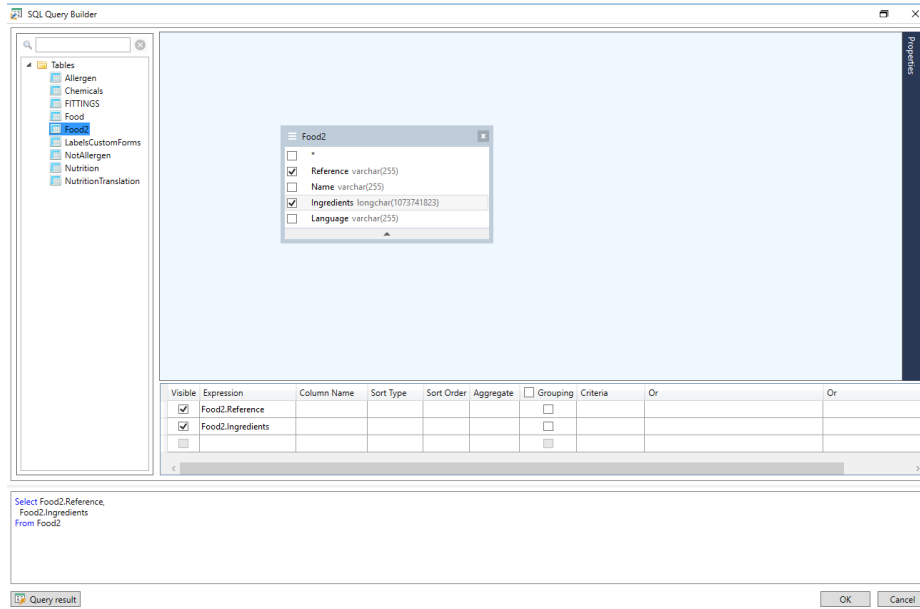 SQL Query Builder
Properties
Tables
Allergen
Chemicals
FITTINGS
Food
Food2
LabelsCustomForms
NotAllergen
Nutrition
NutritionTranslation
Food2
*
Reference varchar(255)
Name varchar(255)
Ingredients longchar(1073741823)
Language varchar(255)
Visible Expression Column Name Sort Type Sort Order Aggregate Grouping Criteria Or Or
Food2.Reference
Food2.Ingredients
Select Food2.Reference,
Food2.Ingredients
From Food2
Query result OK Cancel